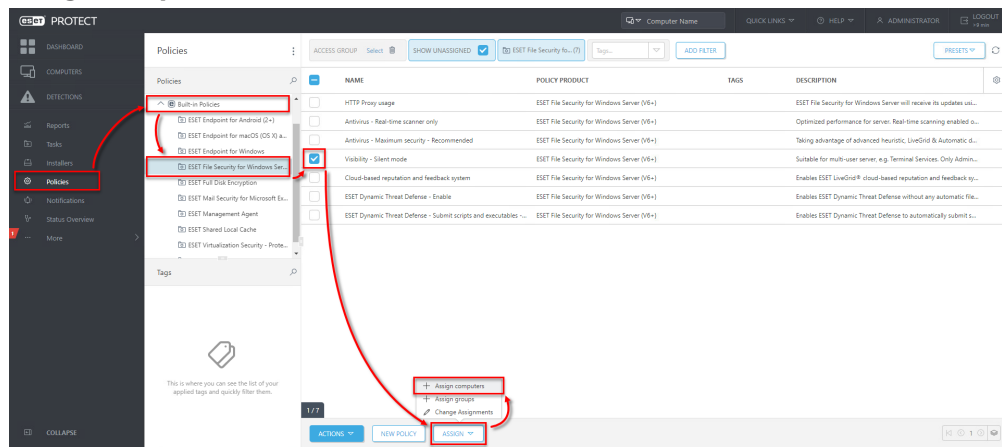 eset PROTECT
Computer Name
QUICK LINKS
HELP
ADMINISTRATOR
LOGOUT
>9 min
DASHBOARD
COMPUTERS
DETECTIONS
Reports
Tasks
Installers
Policies
Notifications
Status Overview
1
More
COLLAPSE
Policies
Policies
Built-in Policies
ESET Endpoint for Android (2+)
ESET Endpoint for macOS (OS X) a...
ESET Endpoint for Windows
ESET File Security for Windows Ser...
ESET Full Disk Encryption
ESET Mail Security for Microsoft Ex...
ESET Management Agent
ESET Shared Local Cache
ESET Virtualization Security - Prote...
Tags
This is where you can see the list of your
applied tags and quickly filter them.
ACCESS GROUP Select
SHOW UNASSIGNED
ESET File Security fo... (7)
Tags...
ADD FILTER
PRESETS
NAME POLICY PRODUCT TAGS DESCRIPTION
HTTP Proxy usage ESET File Security for Windows Server (V6+) ESET File Security for Windows Server will receive its updates usi...
Antivirus - Real-time scanner only ESET File Security for Windows Server (V6+) Optimized performance for server. Real-time scanning enabled o...
Antivirus - Maximum security - Recommended ESET File Security for Windows Server (V6+) Taking advantage of advanced heuristic, LiveGrid & Automatic d...
Visibility - Silent mode ESET File Security for Windows Server (V6+) Suitable for multi-user server, e.g. Terminal Services. Only Admin...
Cloud-based reputation and feedback system ESET File Security for Windows Server (V6+) Enables ESET LiveGrid® cloud-based reputation and feedback sy...
ESET Dynamic Threat Defense - Enable ESET File Security for Windows Server (V6+) Enables ESET Dynamic Threat Defense without any automatic file...
ESET Dynamic Threat Defense - Submit scripts and executables -... ESET File Security for Windows Server (V6+) Enables ESET Dynamic Threat Defense to automatically submit s...
Assign computers
Assign groups
Change Assignments
1 / 7
ACTIONS
NEW POLICY
ASSIGN
1